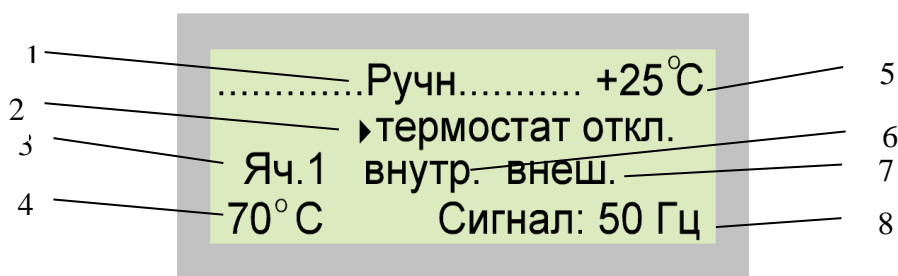 1 .............Ручн........... +25°C 5
2 ▸термостат откл.
3 Яч.1 внутр. внеш. 6
7
4 70°C Сигнал: 50 Гц 8